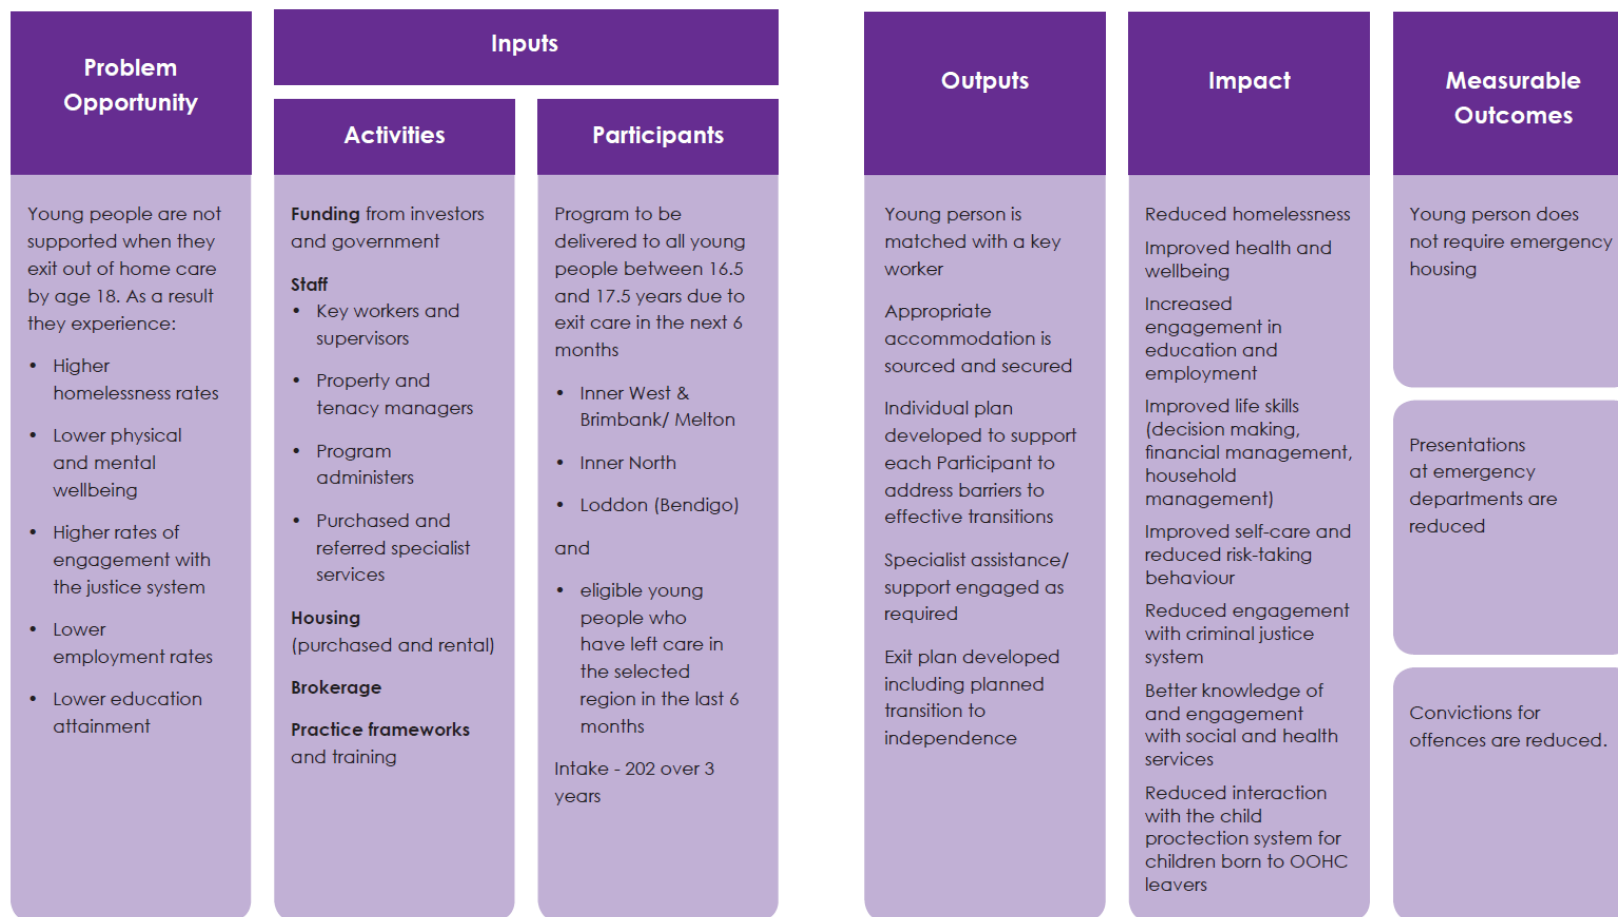 Problem
Opportunity
Young people are not
supported when they
exit out of home care
by age 18. As a result
they experience:
• Higher
homelessness rates
• Lower physical
and mental
wellbeing
• Higher rates of
engagement with
the justice system
• Lower
employment rates
• Lower education
attainment
Inputs
Activities
Funding from investors
and government
Staff
• Key workers and
supervisors
• Property and
tenacy managers
• Program
administers
• Purchased and
referred specialist
services
Housing
(purchased and rental)
Brokerage
Practice frameworks
and training
Participants
Program to be
delivered to all young
people between 16.5
and 17.5 years due to
exit care in the next 6
months
• Inner West &
Brimbank/ Melton
• Inner North
• Loddon (Bendigo)
and
• eligible young
people who
have left care in
the selected
region in the last 6
months
Intake - 202 over 3
years
Outputs
Young person is
matched with a key
worker
Appropriate
accommodation is
sourced and secured
Individual plan
developed to support
each Participant to
address barriers to
effective transitions
Specialist assistance/
support engaged as
required
Exit plan developed
including planned
transition to
independence
Impact
Reduced homelessness
Improved health and
wellbeing
Increased
engagement in
education and
employment
Improved life skills
(decision making,
financial management,
household
management)
Improved self-care and
reduced risk-taking
behaviour
Reduced engagement
with criminal justice
system
Better knowledge of
and engagement
with social and health
services
Reduced interaction
with the child
proctection system for
children born to OOHC
leavers
Measurable
Outcomes
Young person does
not require emergency
housing
Presentations
at emergency
departments are
reduced
Convictions for
offences are reduced.